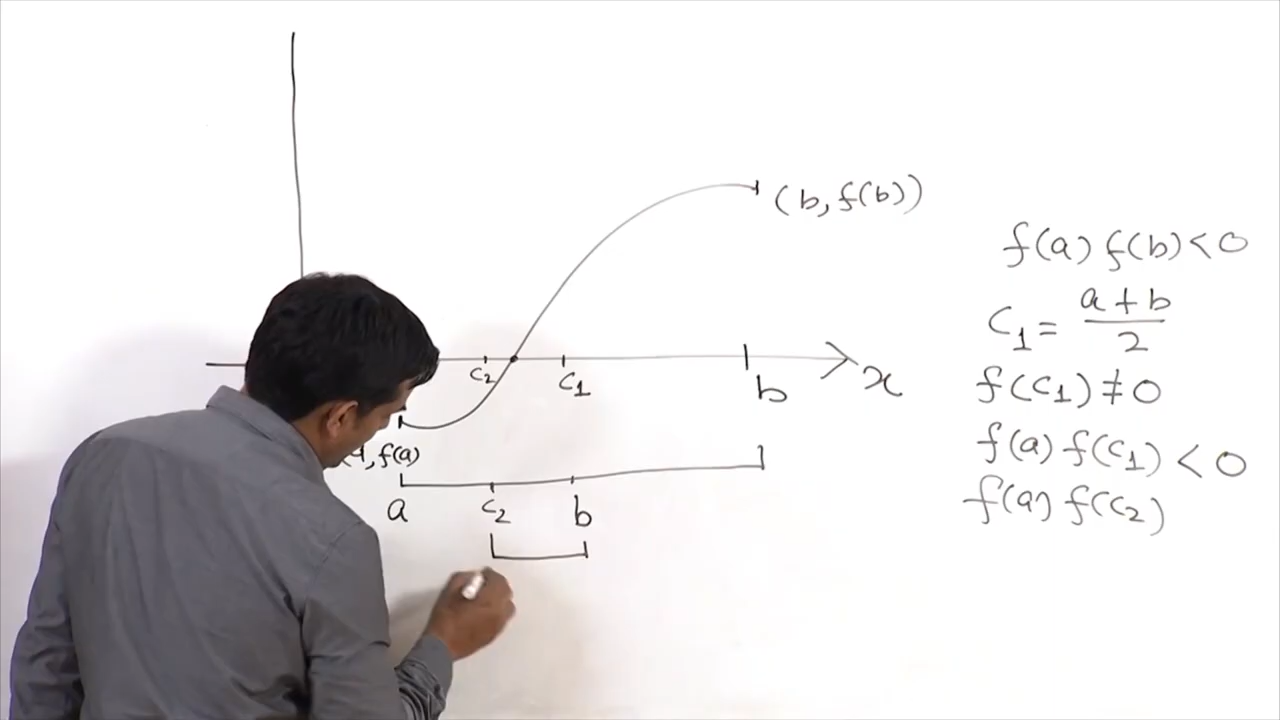 (b, f(b))
f(a) f(b) < 0
C₁ = a + b / 2
f(C₁) ≠ 0
f(a) f(C₁) < 0
f(a) f(C₂)
C₂ C₁ b x
, f(a)
a C₂ b